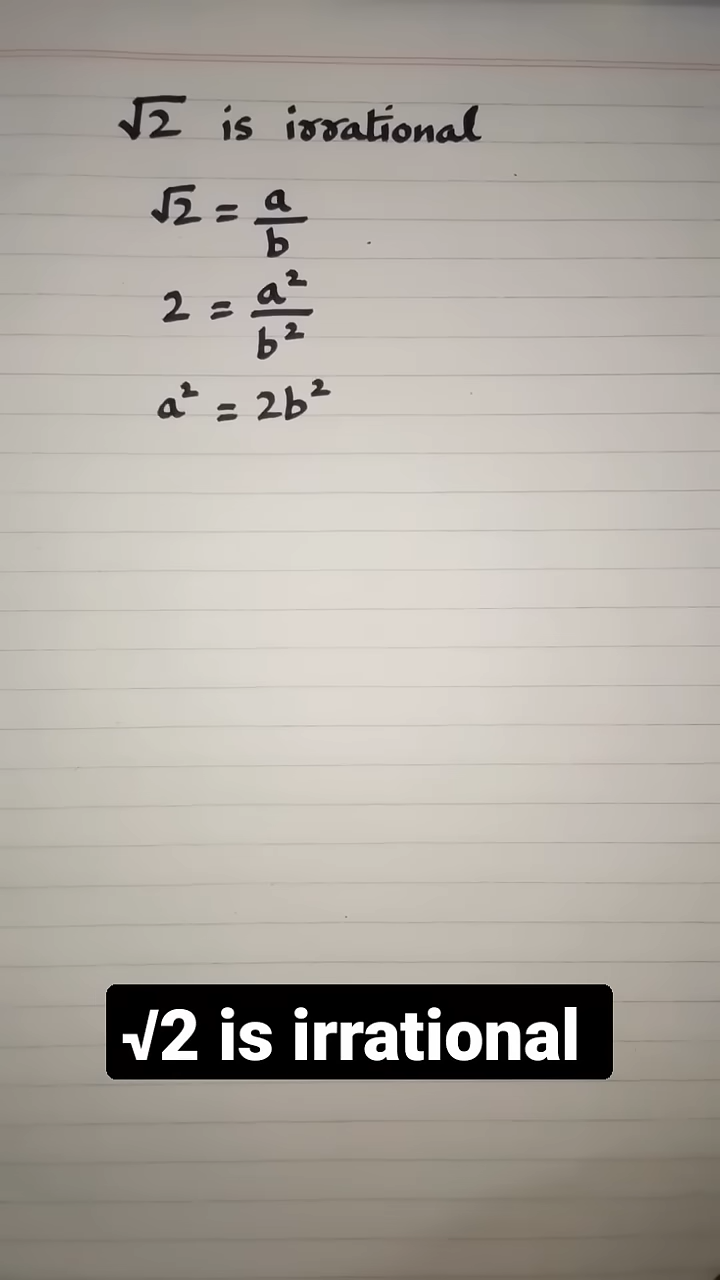 √2 is irrational
√2 = a/b
2 = a²/b²
a² = 2b²
√2 is irrational